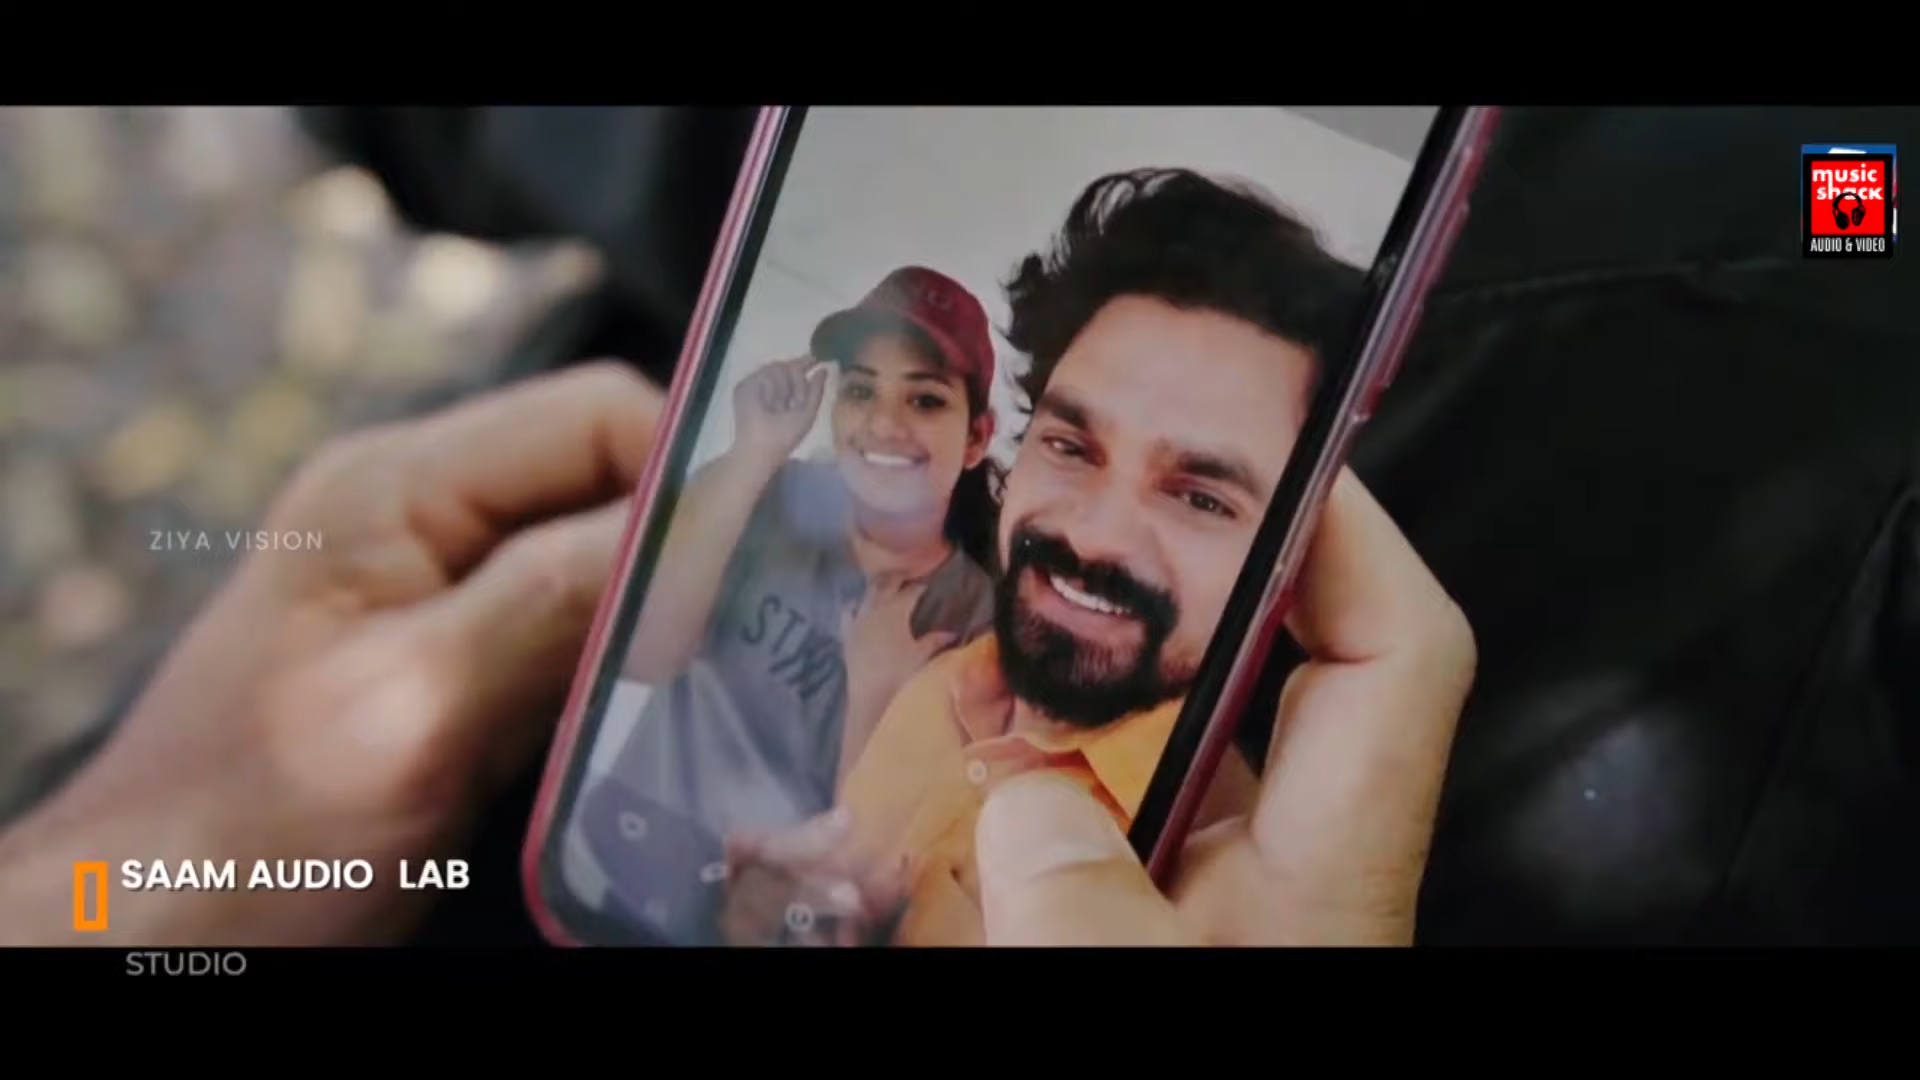 music
shack
AUDIO & VIDEO
ZIYA VISION
SAAM AUDIO LAB
STUDIO